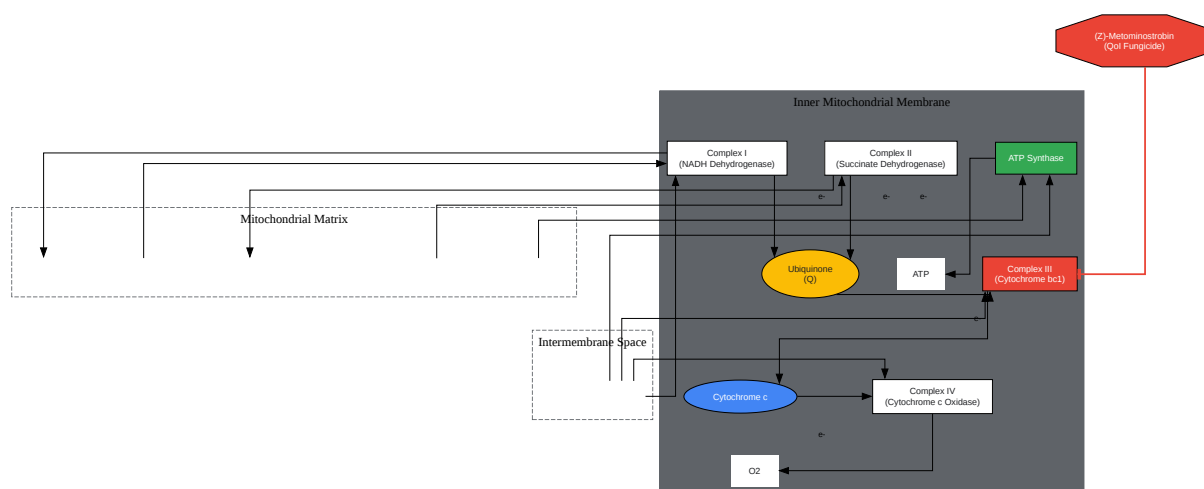 (Z)-Metominostrobin
(QoI Fungicide)
Inner Mitochondrial Membrane
Complex I
(NADH Dehydrogenase)
Complex II
(Succinate Dehydrogenase)
ATP Synthase
e-
e-
e-
Mitochondrial Matrix
Ubiquinone
(Q)
ATP
Complex III
(Cytochrome bc1)
e-
Intermembrane Space
Cytochrome c
Complex IV
(Cytochrome c Oxidase)
e-
O2